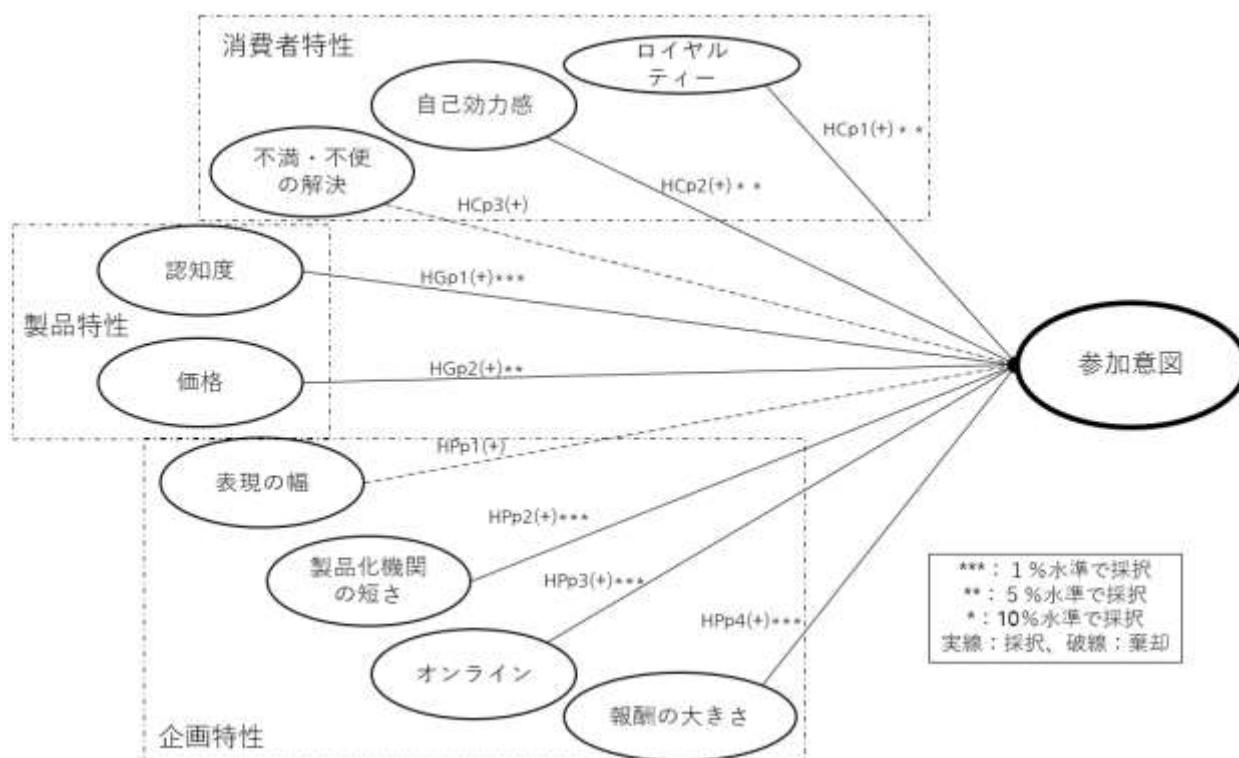 消費者特性
ロイヤル
ティー
自己効力感
不満・不便
の解決
HCp1(+)**
HCp2(+)**
HCp3(+)
認知度
HGp1(+)***
製品特性
価格
HGp2(+)**
参加意図
表現の幅
HPp1(+)
製品化機関
の短さ
HPp2(+)***
オンライン
HPp3(+)***
報酬の大きさ
HPp4(+)***
企画特性
***：１%水準で採択
**：５%水準で採択
*：10%水準で採択
実線：採択、破線：棄却